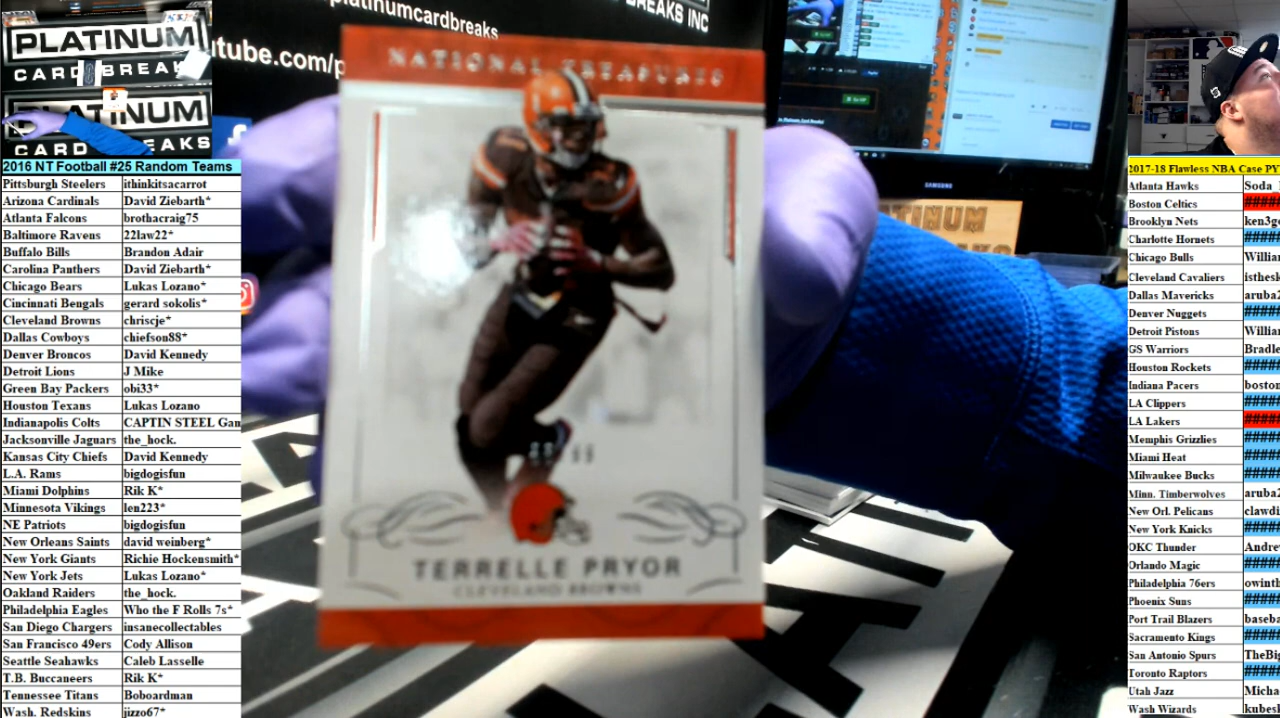 PLATINUM
CARD BREAKS
PLATINUM
CARD BREAKS
2016 NT Football #25 Random Teams
Pittsburgh Steelers ithinkitsacarrot
Arizona Cardinals David Ziebarth*
Atlanta Falcons brothacraig75
Baltimore Ravens 22law22*
Buffalo Bills Brandon Adair
Carolina Panthers David Ziebarth*
Chicago Bears Lukas Lozano*
Cincinnati Bengals gerard sokolis*
Cleveland Browns chriscje*
Dallas Cowboys chiefson88*
Denver Broncos David Kennedy
Detroit Lions J Mike
Green Bay Packers obi33*
Houston Texans Lukas Lozano
Indianapolis Colts CAPTIN STEEL Gan
Jacksonville Jaguars the_hock.
Kansas City Chiefs David Kennedy
L.A. Rams bigdogisfun
Miami Dolphins Rik K*
Minnesota Vikings len223*
NE Patriots bigdogisfun
New Orleans Saints david weinberg*
New York Giants Richie Hockensmith*
New York Jets Lukas Lozano*
Oakland Raiders the_hock.
Philadelphia Eagles Who the F Rolls 7s*
San Diego Chargers insanecollectables
San Francisco 49ers Cody Allison
Seattle Seahawks Caleb Lasselle
T.B. Buccaneers Rik K*
Tennessee Titans Boboardman
Wash. Redskins jizzo67*
platinumcardbreaks
BREAKS INC
utube.com/p
NATIONAL TREASURES
TERRELLE PRYOR
CLEVELAND BROWNS
SAMSUNG
TINUM
2017-18 Flawless NBA Case PY
Atlanta Hawks Soda
Boston Celtics #####
Brooklyn Nets ken3g
Charlotte Hornets #####
Chicago Bulls Willian
Cleveland Cavaliers isthesk
Dallas Mavericks aruba2
Denver Nuggets #####
Detroit Pistons Willian
GS Warriors Bradle
Houston Rockets #####
Indiana Pacers boston
LA Clippers #####
LA Lakers #####
Memphis Grizzlies #####
Miami Heat #####
Milwaukee Bucks #####
Minn. Timberwolves aruba2
New Orl. Pelicans clawdi
New York Knicks #####
OKC Thunder Andre
Orlando Magic #####
Philadelphia 76ers owinth
Phoenix Suns #####
Port Trail Blazers baseba
Sacramento Kings #####
San Antonio Spurs TheBig
Toronto Raptors #####
Utah Jazz Micha
Wash Wizards kubesl